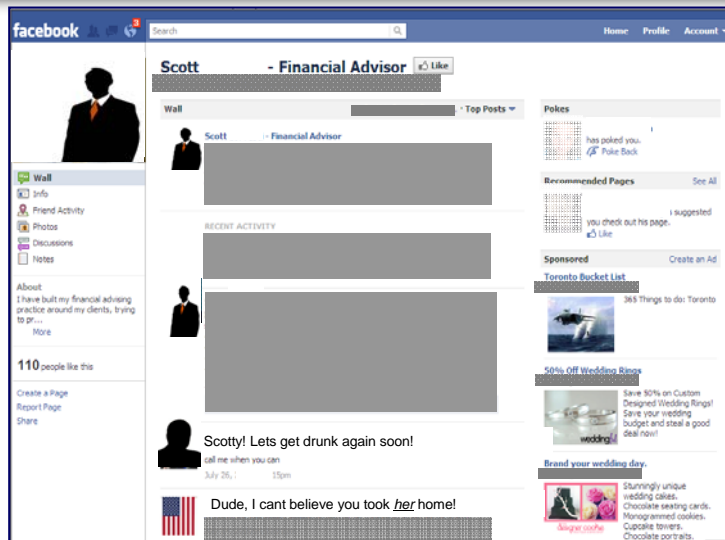 facebook
3
Search
Home Profile Account
Scott - Financial Advisor Like
Wall
Info
Friend Activity
Photos
Discussions
Notes
About
I have built my financial advising
practice around my clients, trying
to pr...
More
110 people like this
Create a Page
Report Page
Share
Wall · Top Posts
Scott - Financial Advisor
RECENT ACTIVITY
Scotty! Lets get drunk again soon!
call me when you can
July 26, 15pm
Dude, I cant believe you took her home!
Pokes
has poked you.
Poke Back
Recommended Pages See All
suggested
you check out his page.
Like
Sponsored Create an Ad
Toronto Bucket List
365 Things to do: Toronto
50% Off Wedding Rings
Save 50% on Custom
Designed Wedding Rings!
Save your wedding
budget and steal a good
deal now!
Brand your wedding day.
Stunningly unique
wedding cakes.
Chocolate seating cards.
Monogrammed cookies.
Cupcake towers.
Chocolate portraits.